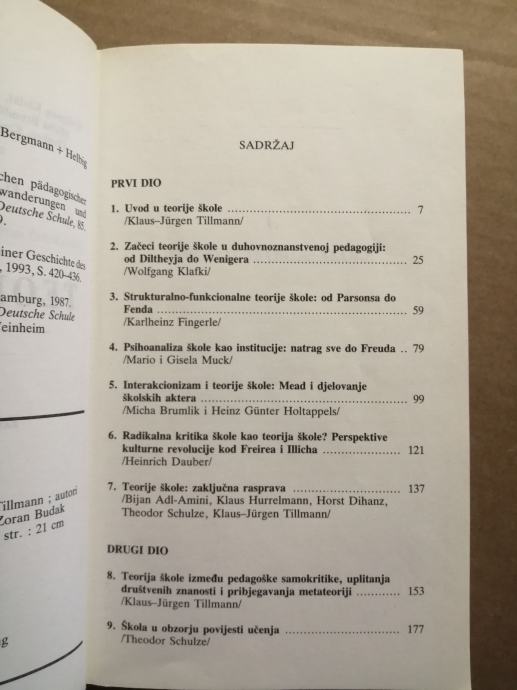 Bergmann + Helbig
chen pädagogischer
wanderungen und
Deutsche Schule, 85.
9.
iner Geschichte des
, 1993, S. 420-436.
amburg, 1987.
Deutsche Schule
einheim
Tillmann ; autori
Zoran Budak
str. : 21 cm
SADRŽAJ
PRVI DIO
1. Uvod u teorije škole ........ 7
/Klaus-Jürgen Tillmann/
2. Začeci teorije škole u duhovnoznanstvenoj pedagogiji:
od Diltheyja do Wenigera ........ 25
/Wolfgang Klafki/
3. Strukturalno-funkcionalne teorije škole: od Parsonsa do
Fenda ........ 59
/Karlheinz Fingerle/
4. Psihoanaliza škole kao institucije: natrag sve do Freuda .. 79
/Mario i Gisela Muck/
5. Interakcionizam i teorije škole: Mead i djelovanje
školskih aktera ........ 99
/Micha Brumlik i Heinz Günter Holtappels/
6. Radikalna kritika škole kao teorija škole? Perspektive
kulturne revolucije kod Freirea i Illicha ........ 121
/Heinrich Dauber/
7. Teorije škole: zaključna rasprava ........ 137
/Bijan Adl-Amini, Klaus Hurrelmann, Horst Dihanz,
Theodor Schulze, Klaus-Jürgen Tillmann/
DRUGI DIO
8. Teorija škole između pedagoške samokritike, uplitanja
društvenih znanosti i pribjegavanja metateoriji ........ 153
/Klaus-Jürgen Tillmann/
9. Škola u obzorju povijesti učenja ........ 177
/Theodor Schulze/